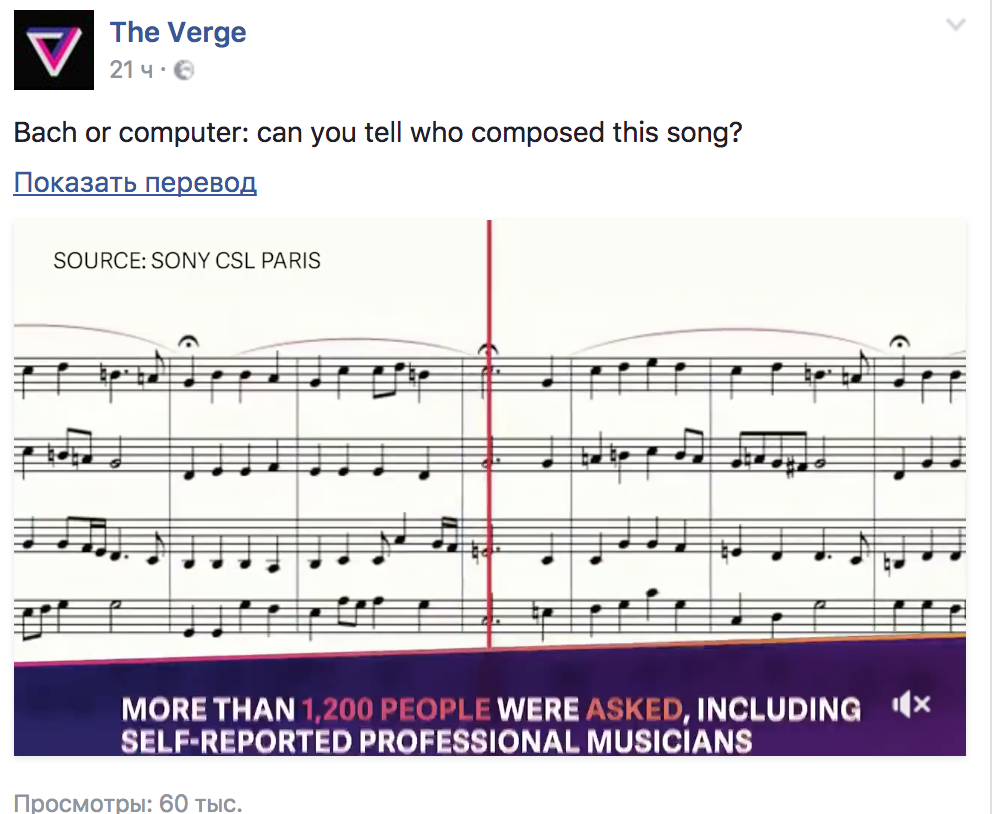 The Verge
21 ч ·
Bach or computer: can you tell who composed this song?
Показать перевод
SOURCE: SONY CSL PARIS
MORE THAN 1,200 PEOPLE WERE ASKED, INCLUDING
SELF-REPORTED PROFESSIONAL MUSICIANS
Просмотры: 60 тыс.